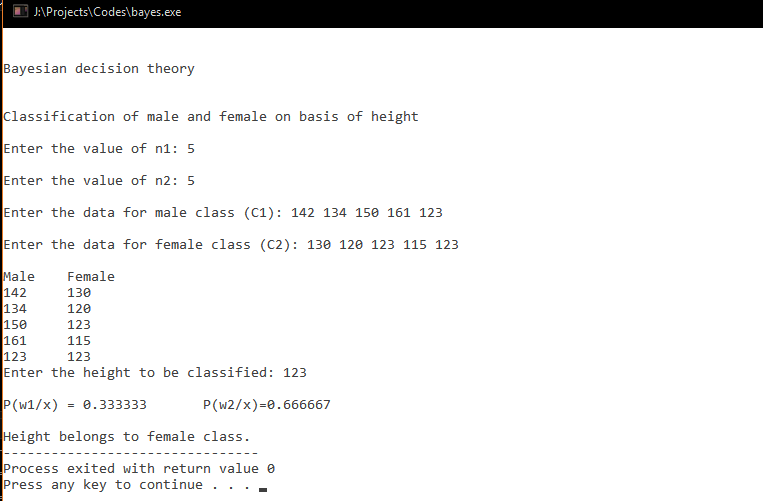 J:\Projects\Codes\bayes.exe
Bayesian decision theory
Classification of male and female on basis of height
Enter the value of n1: 5
Enter the value of n2: 5
Enter the data for male class (C1): 142 134 150 161 123
Enter the data for female class (C2): 130 120 123 115 123
Male    Female
142     130
134     120
150     123
161     115
123     123
Enter the height to be classified: 123
P(w1/x) = 0.333333       P(w2/x)=0.666667
Height belongs to female class.
--------------------------------
Process exited with return value 0
Press any key to continue . . .